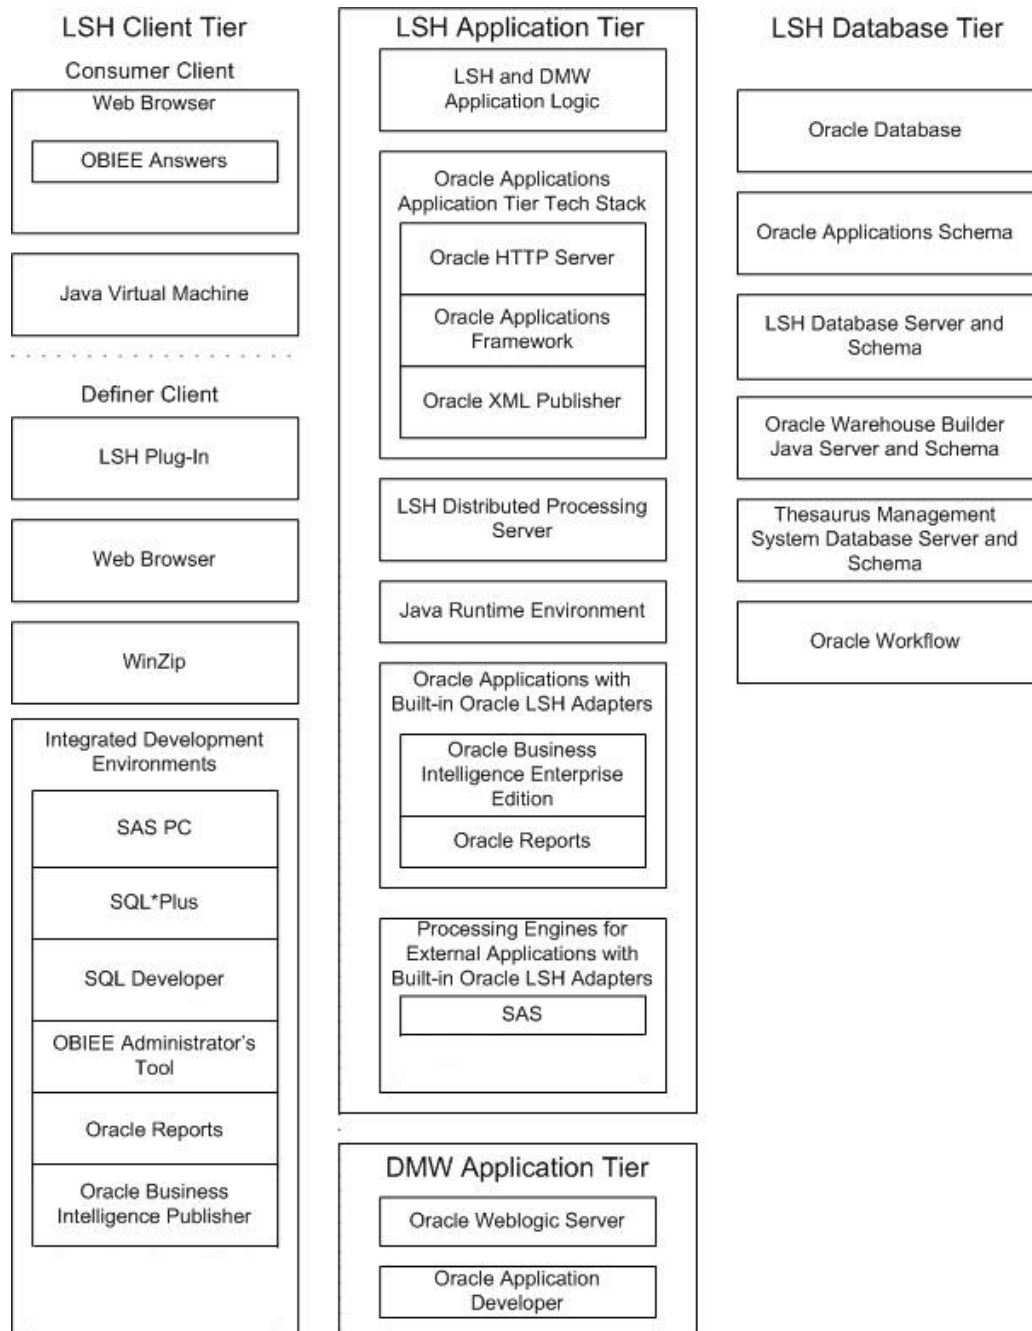 LSH Client Tier
Consumer Client
Web Browser
OBIEE Answers
Java Virtual Machine
Definer Client
LSH Plug-In
Web Browser
WinZip
Integrated Development
Environments
SAS PC
SQL*Plus
SQL Developer
OBIEE Administrator's
Tool
Oracle Reports
Oracle Business
Intelligence Publisher
LSH Application Tier
LSH and DMW
Application Logic
Oracle Applications
Application Tier Tech Stack
Oracle HTTP Server
Oracle Applications
Framework
Oracle XML Publisher
LSH Distributed Processing
Server
Java Runtime Environment
Oracle Applications with
Built-in Oracle LSH Adapters
Oracle Business
Intelligence Enterprise
Edition
Oracle Reports
Processing Engines for
External Applications with
Built-in Oracle LSH Adapters
SAS
DMW Application Tier
Oracle Weblogic Server
Oracle Application
Developer
LSH Database Tier
Oracle Database
Oracle Applications Schema
LSH Database Server and
Schema
Oracle Warehouse Builder
Java Server and Schema
Thesaurus Management
System Database Server and
Schema
Oracle Workflow